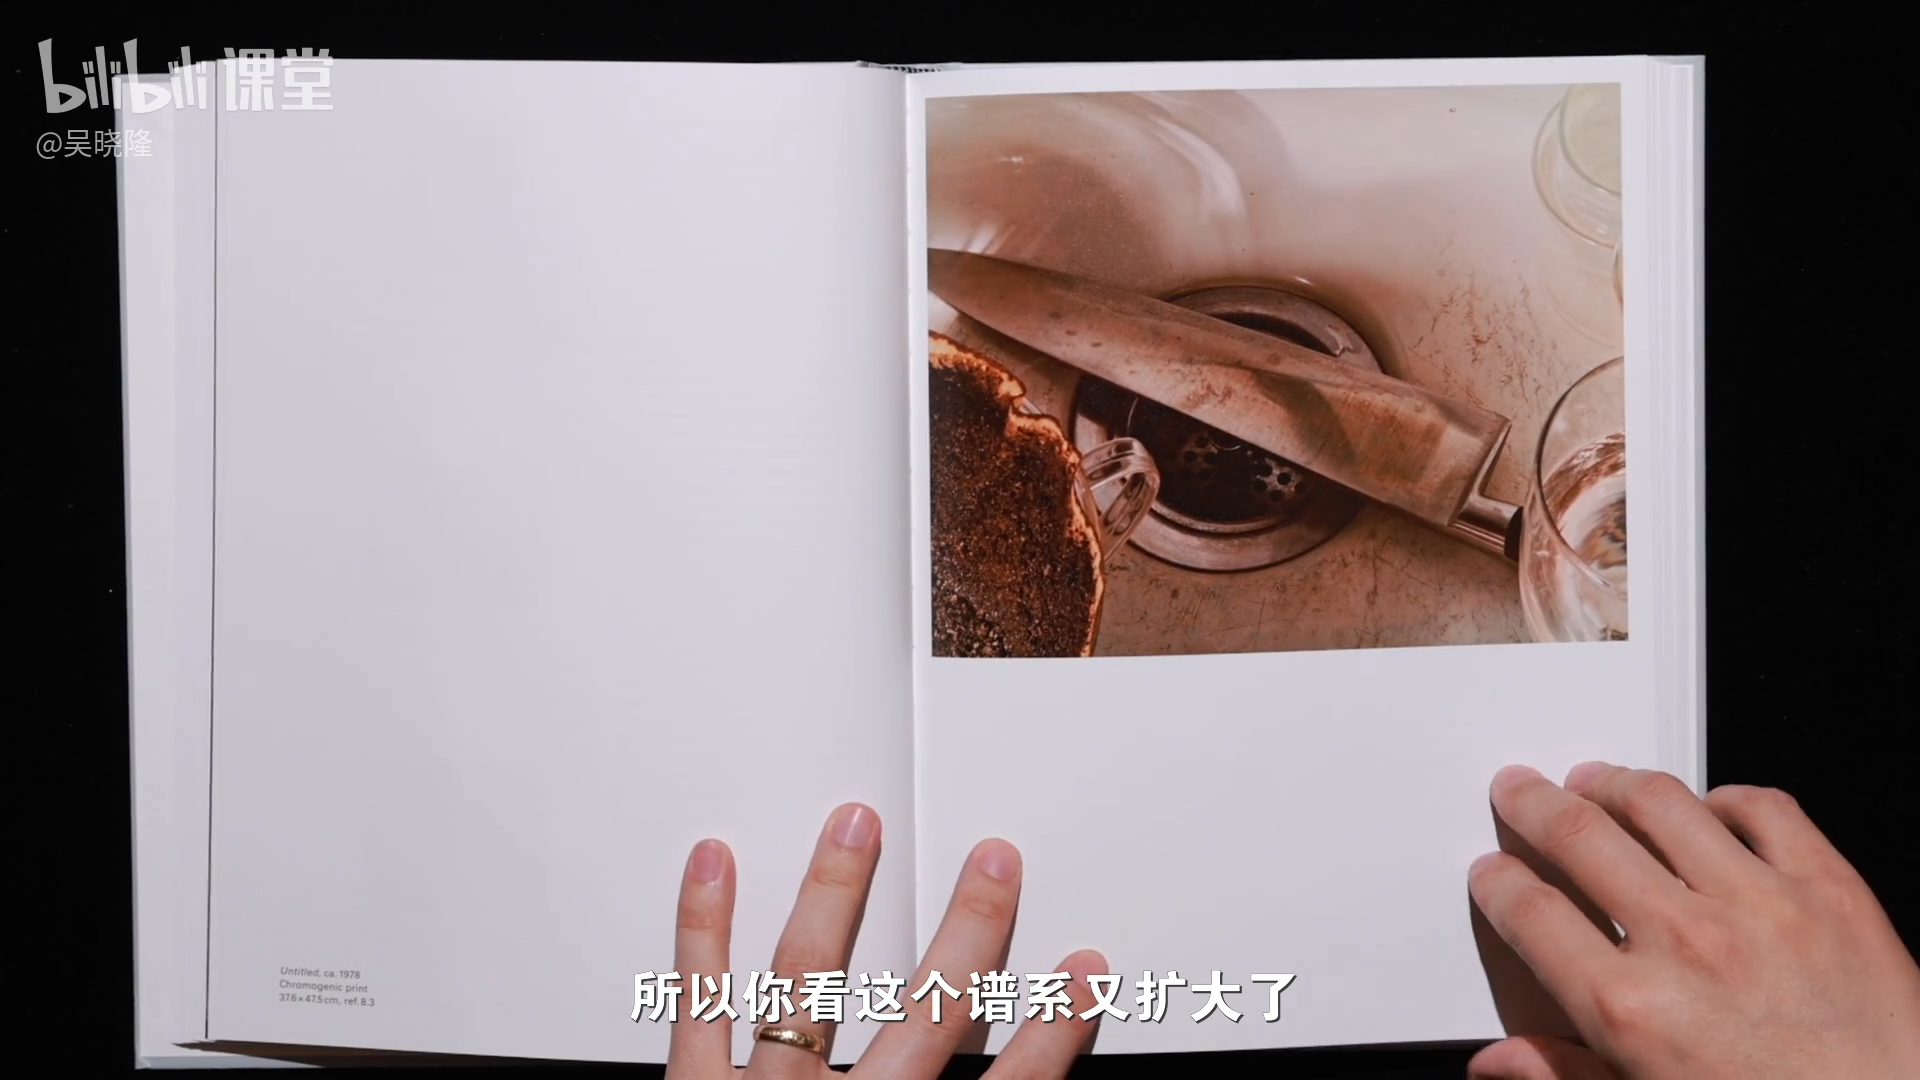 bilibili课堂
@吴晓隆
Untitled, ca. 1978
Chromogenic print
37.6 x 47.5 cm, ref. 8.3
所以你看这个谱系又扩大了